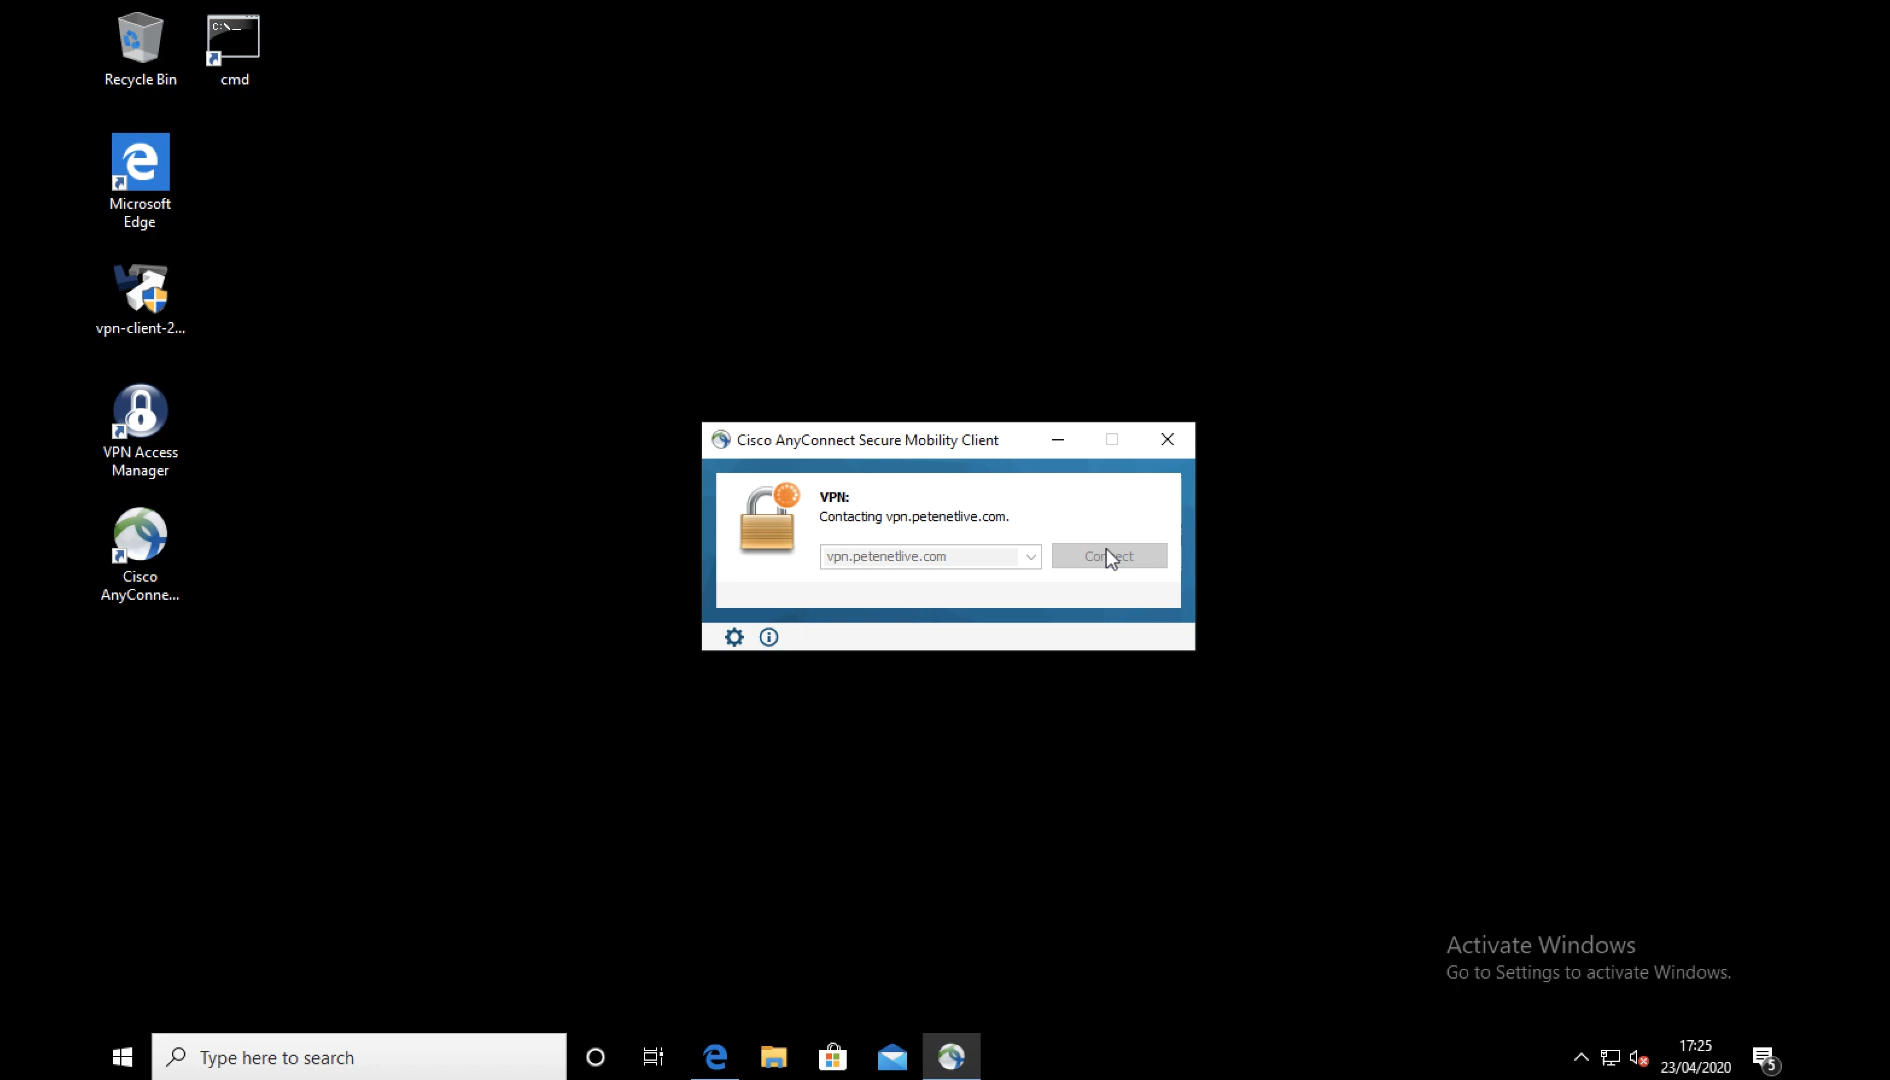 Recycle Bin
cmd
Microsoft
Edge
vpn-client-2...
VPN Access
Manager
Cisco
AnyConne...
Cisco AnyConnect Secure Mobility Client
VPN:
Contacting vpn.petenetlive.com.
vpn.petenetlive.com
Connect
Activate Windows
Go to Settings to activate Windows.
Type here to search
17:25
23/04/2020
5